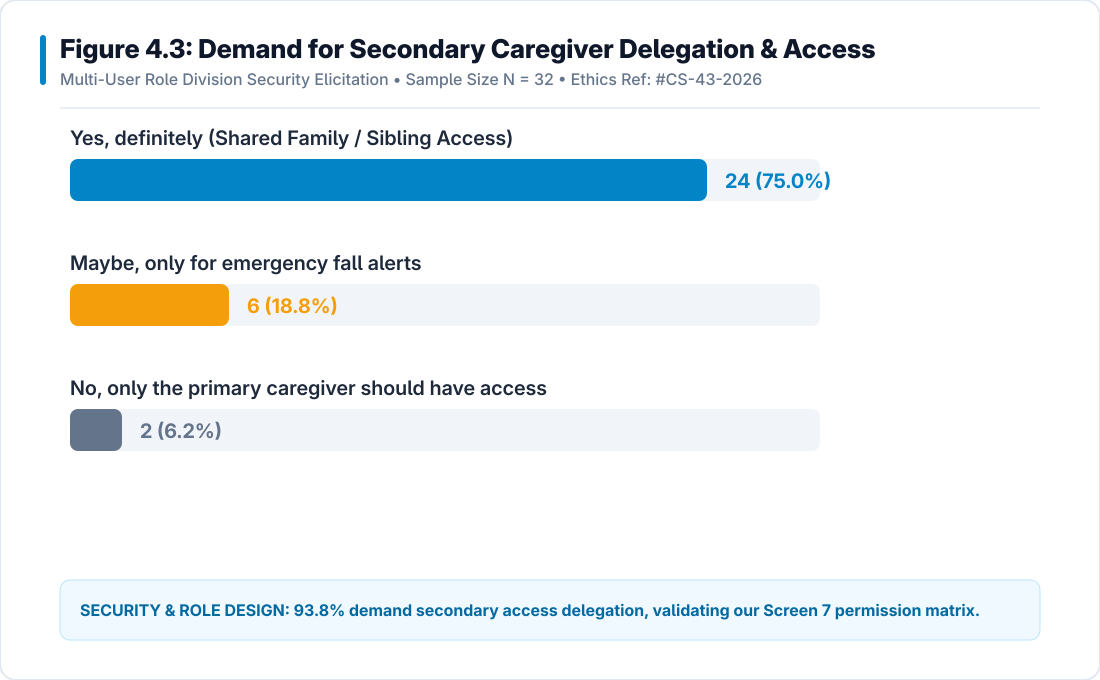 Figure 4.3: Demand for Secondary Caregiver Delegation & Access
Multi-User Role Division Security Elicitation • Sample Size N = 32 • Ethics Ref: #CS-43-2026
Yes, definitely (Shared Family / Sibling Access)
24 (75.0%)
Maybe, only for emergency fall alerts
6 (18.8%)
No, only the primary caregiver should have access
2 (6.2%)
SECURITY & ROLE DESIGN: 93.8% demand secondary access delegation, validating our Screen 7 permission matrix.